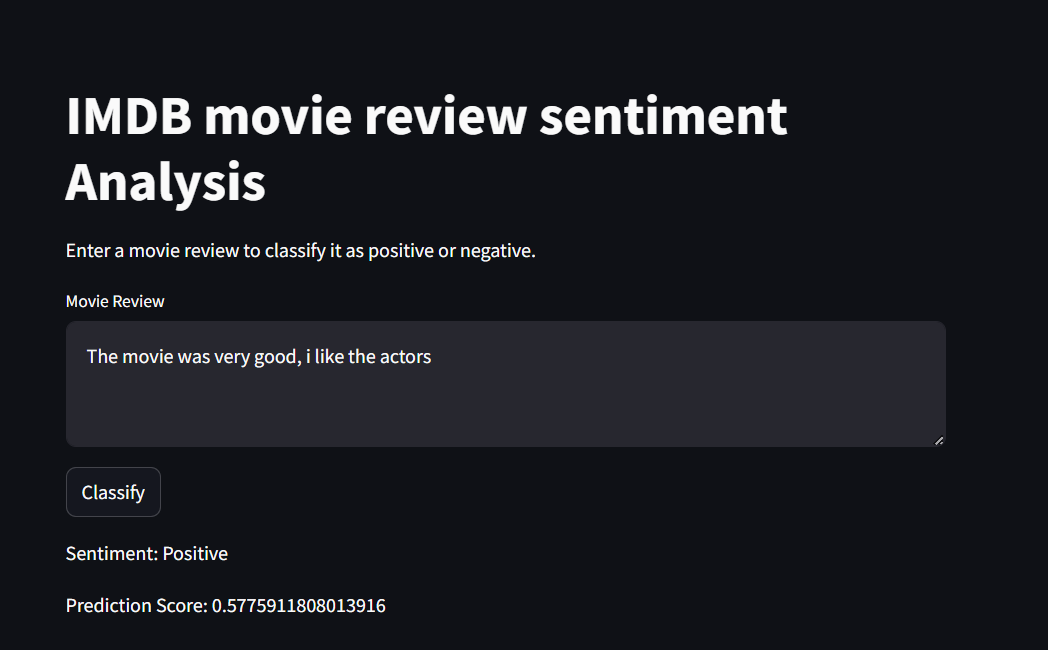 IMDB movie review sentiment
Analysis
Enter a movie review to classify it as positive or negative.
Movie Review
The movie was very good, i like the actors
Classify
Sentiment: Positive
Prediction Score: 0.5775911808013916